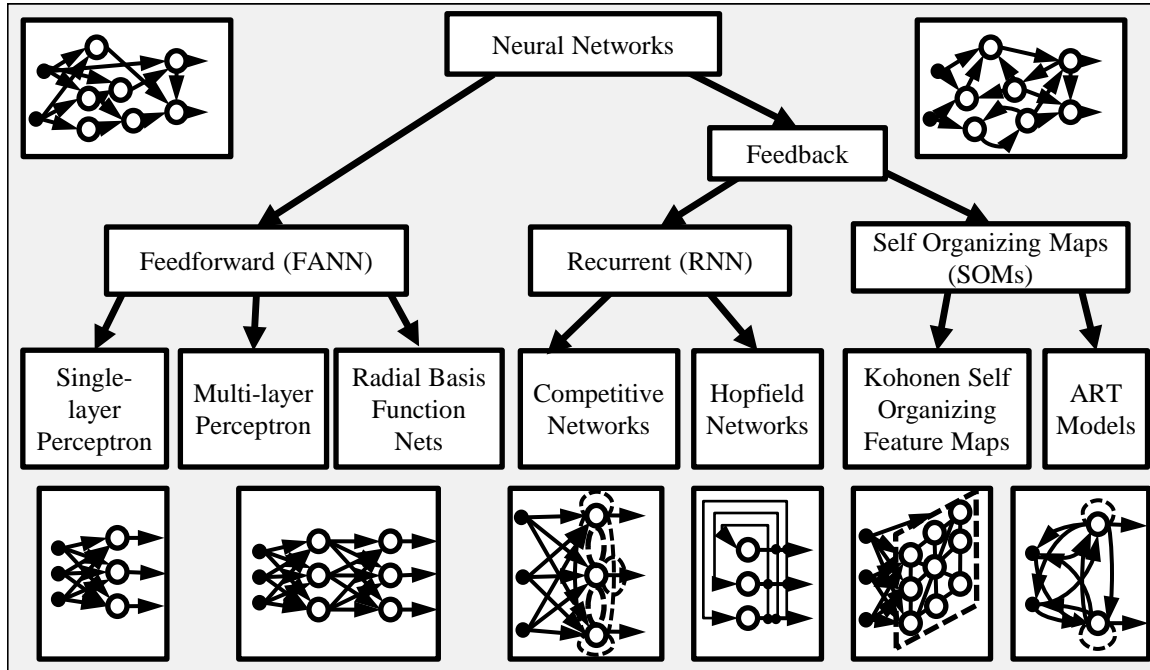 Neural Networks
Feedback
Feedforward (FANN)
Recurrent (RNN)
Self Organizing Maps
(SOMs)
Single-
layer
Perceptron
Multi-layer
Perceptron
Radial Basis
Function
Nets
Competitive
Networks
Hopfield
Networks
Kohonen Self
Organizing
Feature Maps
ART
Models